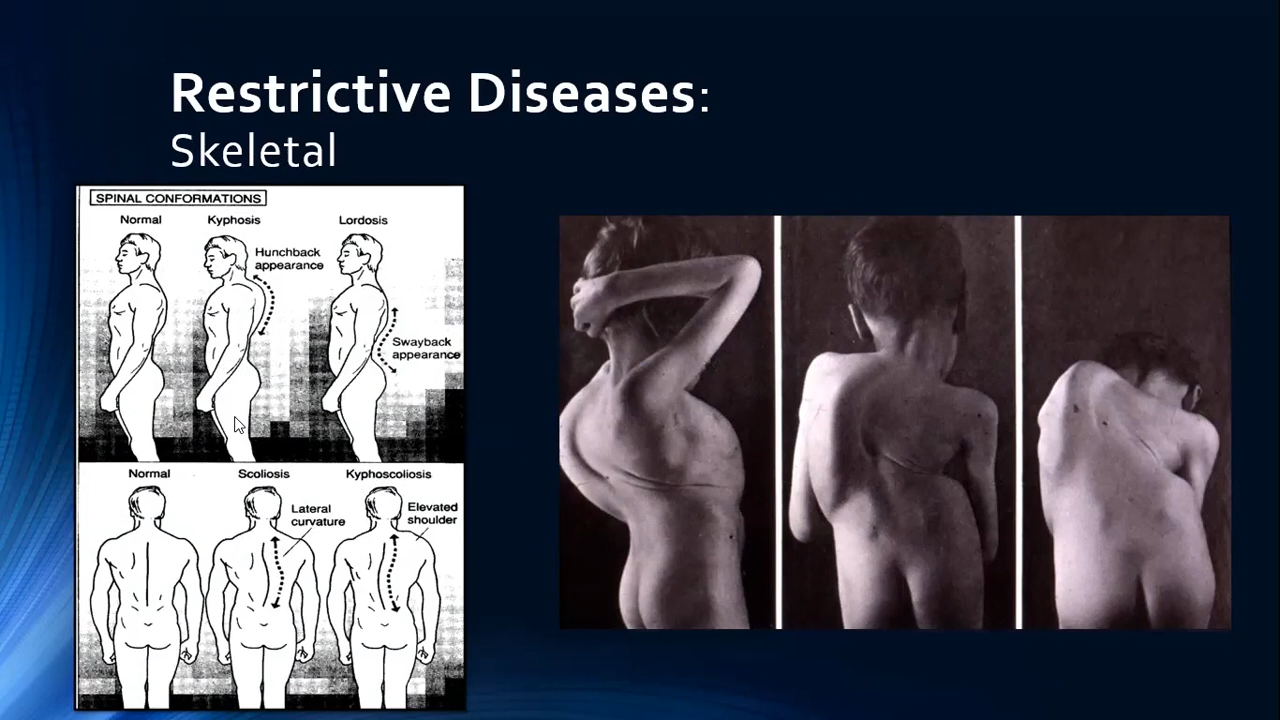 Restrictive Diseases:
Skeletal
SPINAL CONFORMATIONS
Normal
Kyphosis
Lordosis
Hunchback
appearance
Swayback
appearance
Normal
Scoliosis
Kyphoscoliosis
Lateral
curvature
Elevated
shoulder